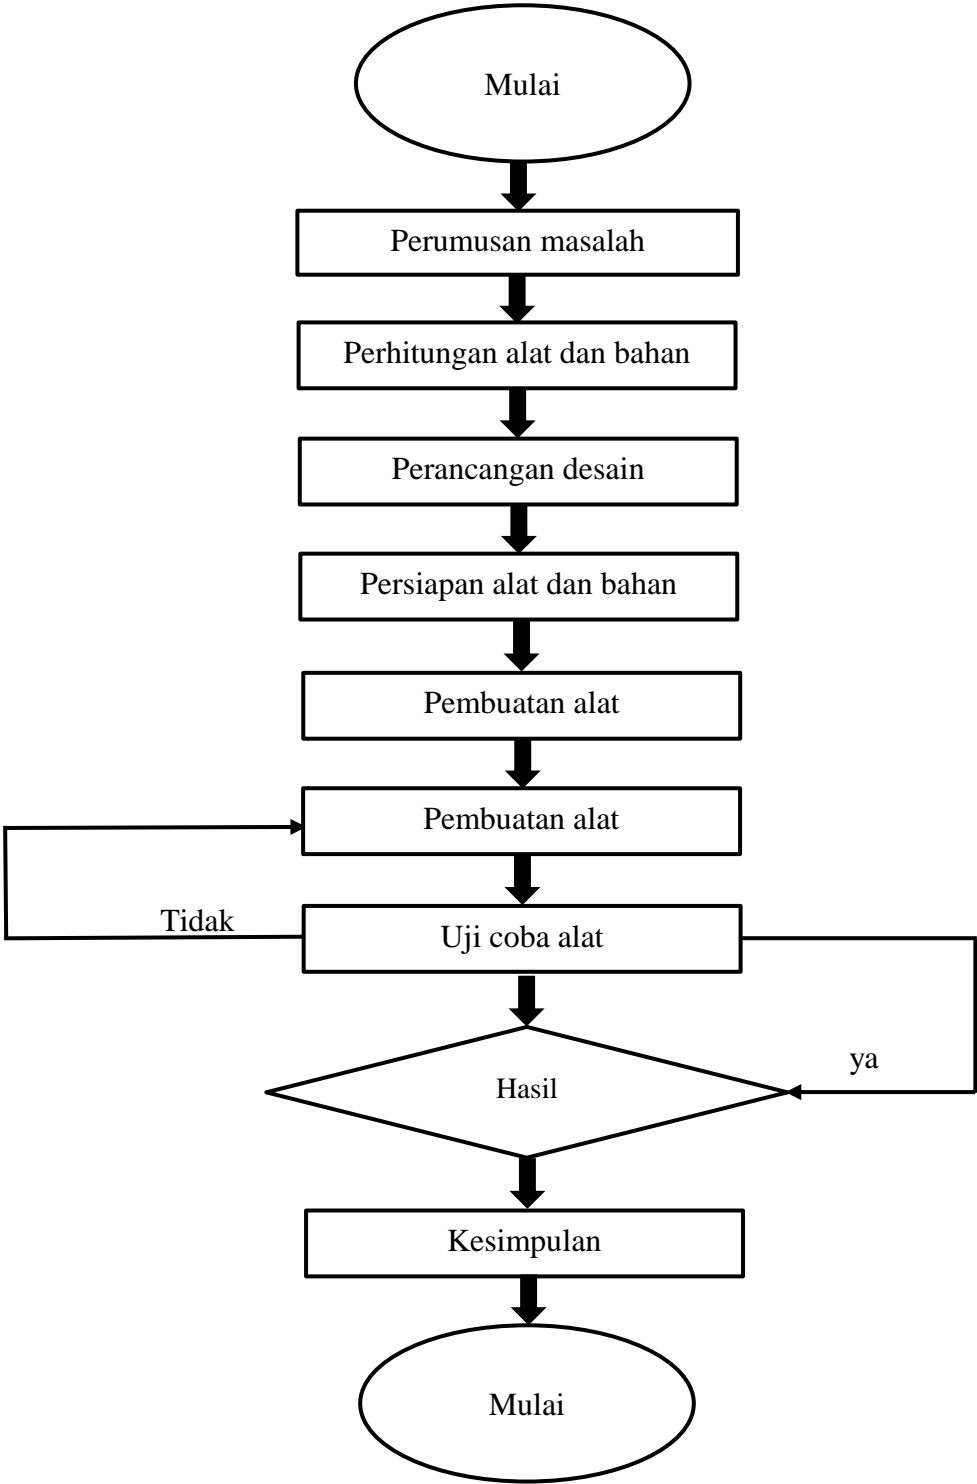 Mulai
Perumusan masalah
Perhitungan alat dan bahan
Perancangan desain
Persiapan alat dan bahan
Pembuatan alat
Pembuatan alat
Tidak
Uji coba alat
ya
Hasil
Kesimpulan
Mulai